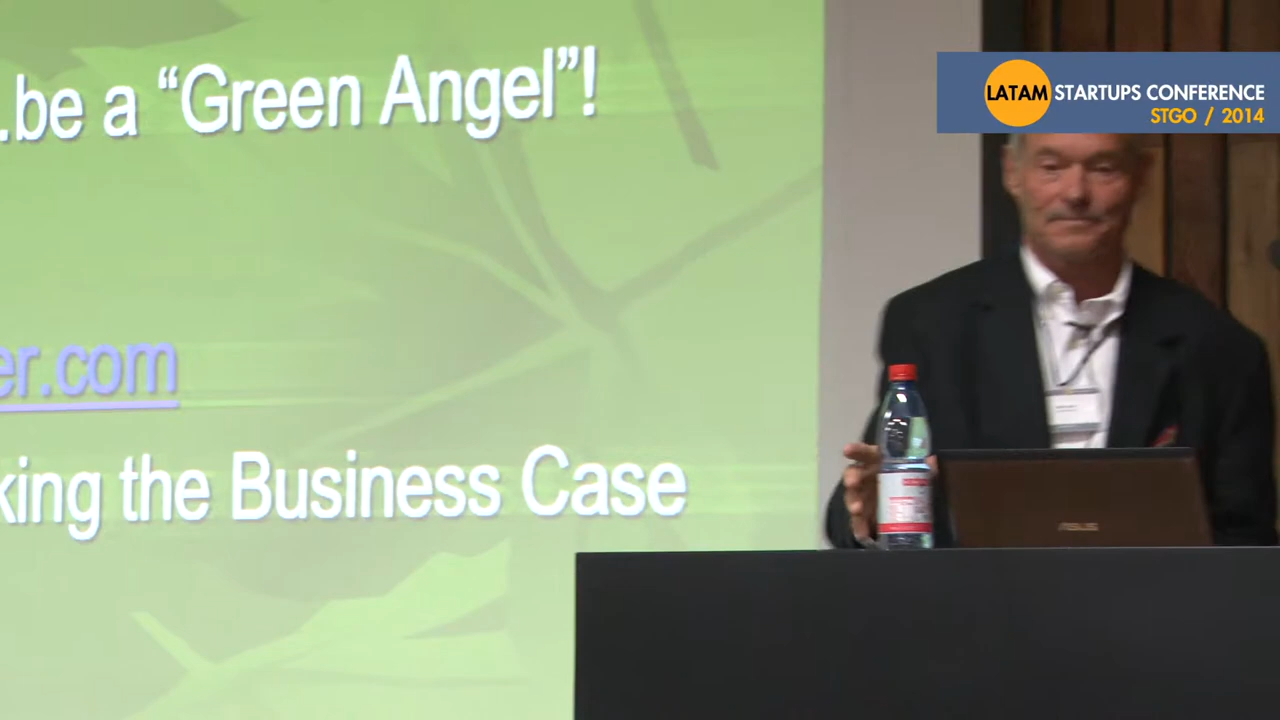 .be a “Green Angel”!
er.com
king the Business Case
LATAM STARTUPS CONFERENCE
STGO / 2014
ASUS